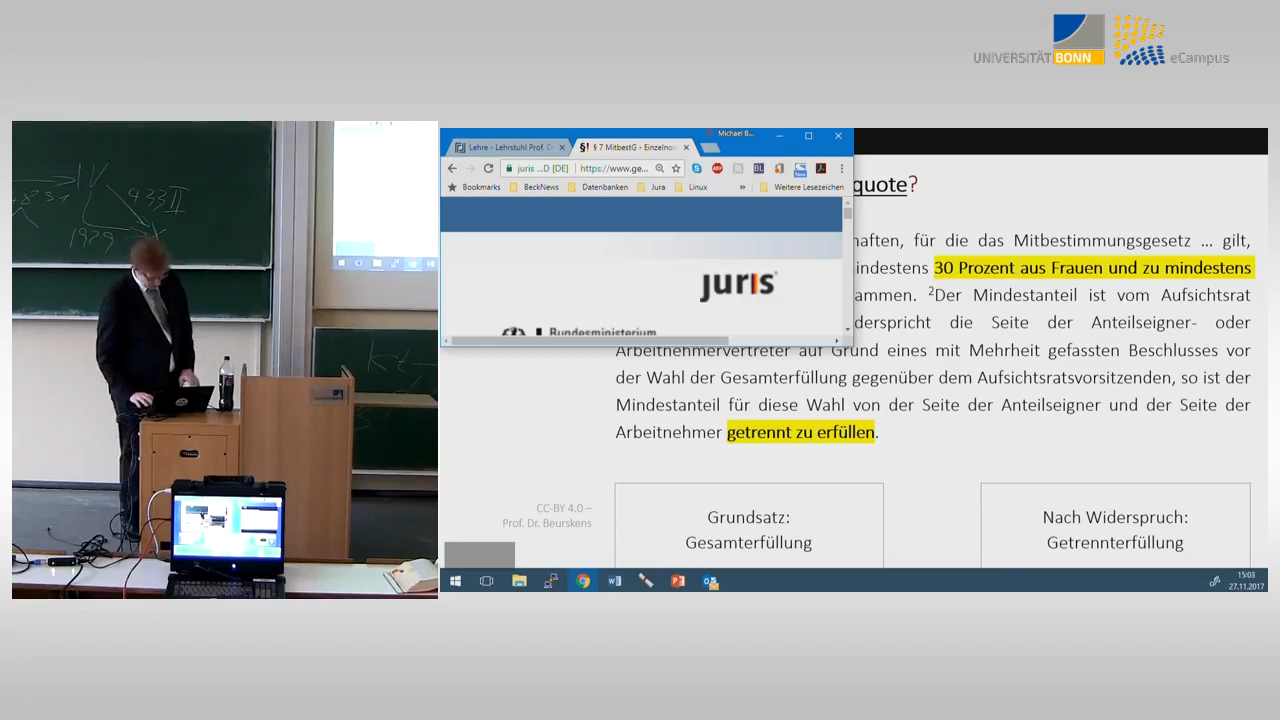 UNIVERSITÄT BONN eCampus
Michael B...
Lehre - Lehrstuhl Prof. D
§ 7 MitbestG - Einzelnor
juris ...D [DE] https://www.ge...
Bookmarks BeckNews Datenbanken Jura Linux » Weitere Lesezeichen
juris
Bundesministerium
quote?
haften, für die das Mitbestimmungsgesetz … gilt,
indestens 30 Prozent aus Frauen und zu mindestens
ammen. ²Der Mindestanteil ist vom Aufsichtsrat
derspricht die Seite der Anteilseigner- oder
Arbeitnehmervertreter auf Grund eines mit Mehrheit gefassten Beschlusses vor
der Wahl der Gesamterfüllung gegenüber dem Aufsichtsratsvorsitzenden, so ist der
Mindestanteil für diese Wahl von der Seite der Anteilseigner und der Seite der
Arbeitnehmer getrennt zu erfüllen.
CC-BY 4.0 –
Prof. Dr. Beurskens
Grundsatz:
Gesamterfüllung
Nach Widerspruch:
Getrennterfüllung
15:03
27.11.2017
433 II
1929